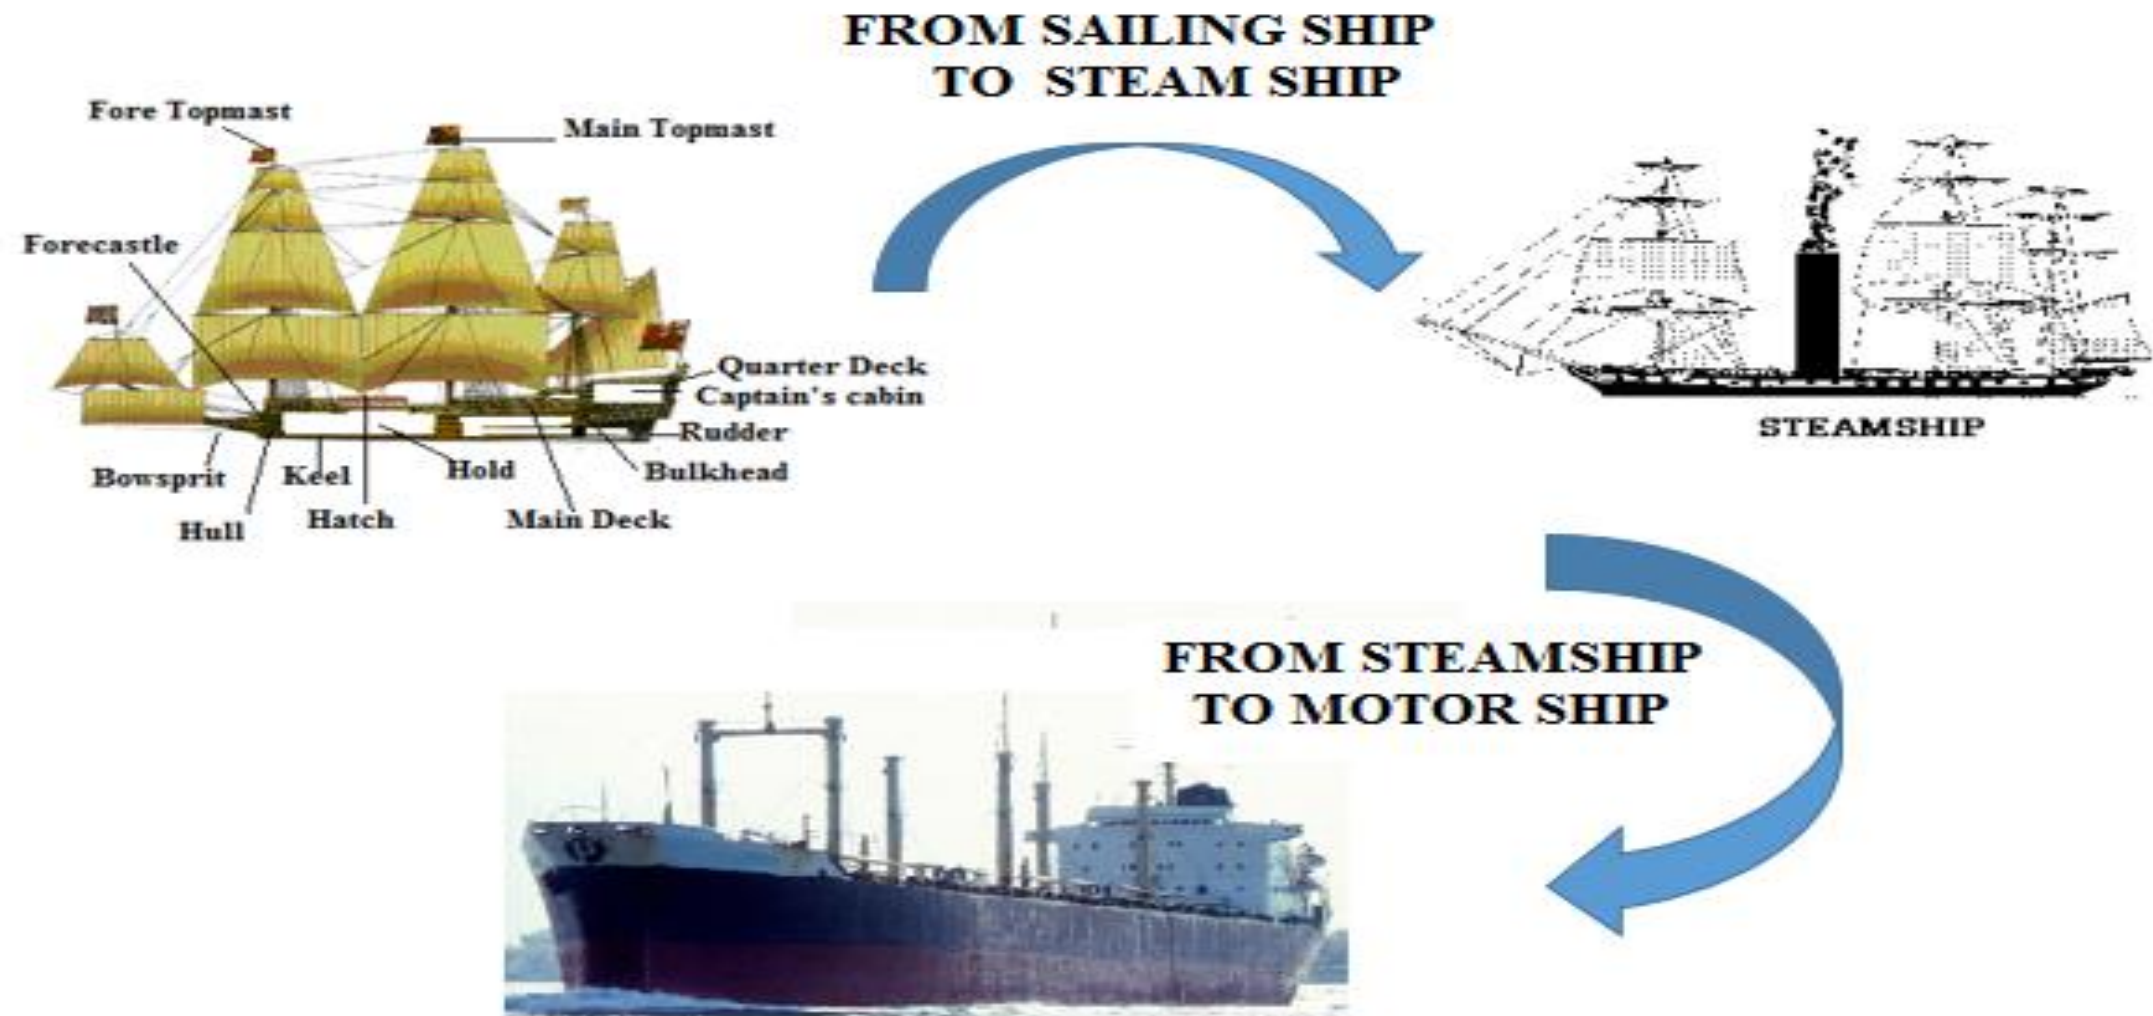 FROM SAILING SHIP
TO STEAM SHIP
Fore Topmast
Main Topmast
Forecastle
Quarter Deck
Captain's cabin
Rudder
Bowsprit
Keel
Hold
Bulkhead
Hull
Hatch
Main Deck
STEAMSHIP
FROM STEAMSHIP
TO MOTOR SHIP